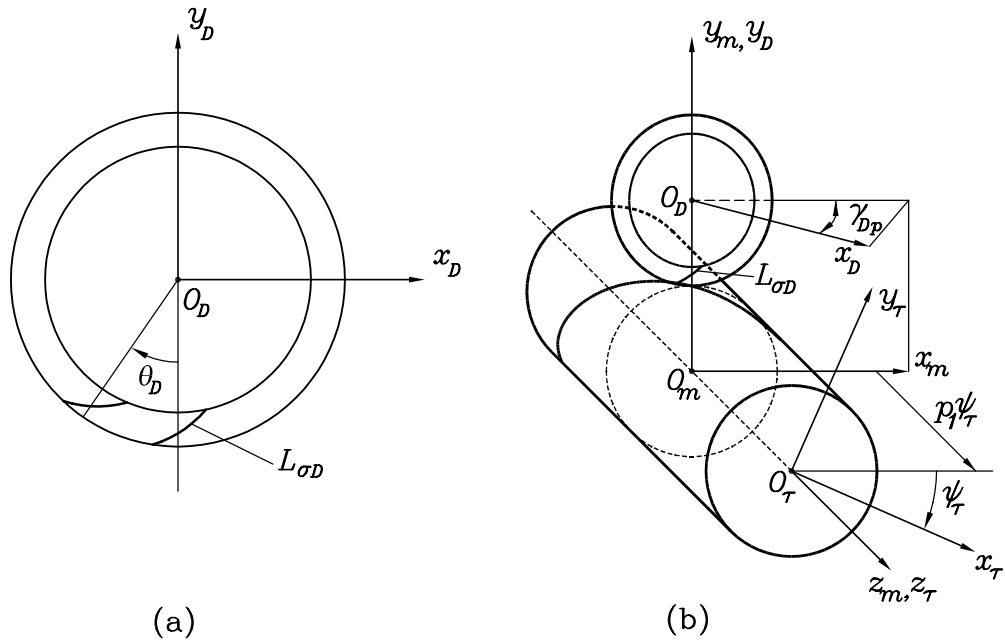 y_D
x_D
O_D
θ_D
L_σD
(a)
y_m, y_D
O_D
γ_Dp
x_D
L_σD
y_τ
x_m
O_m
p_1ψ_τ
O_τ
ψ_τ
x_τ
z_m, z_τ
(b)